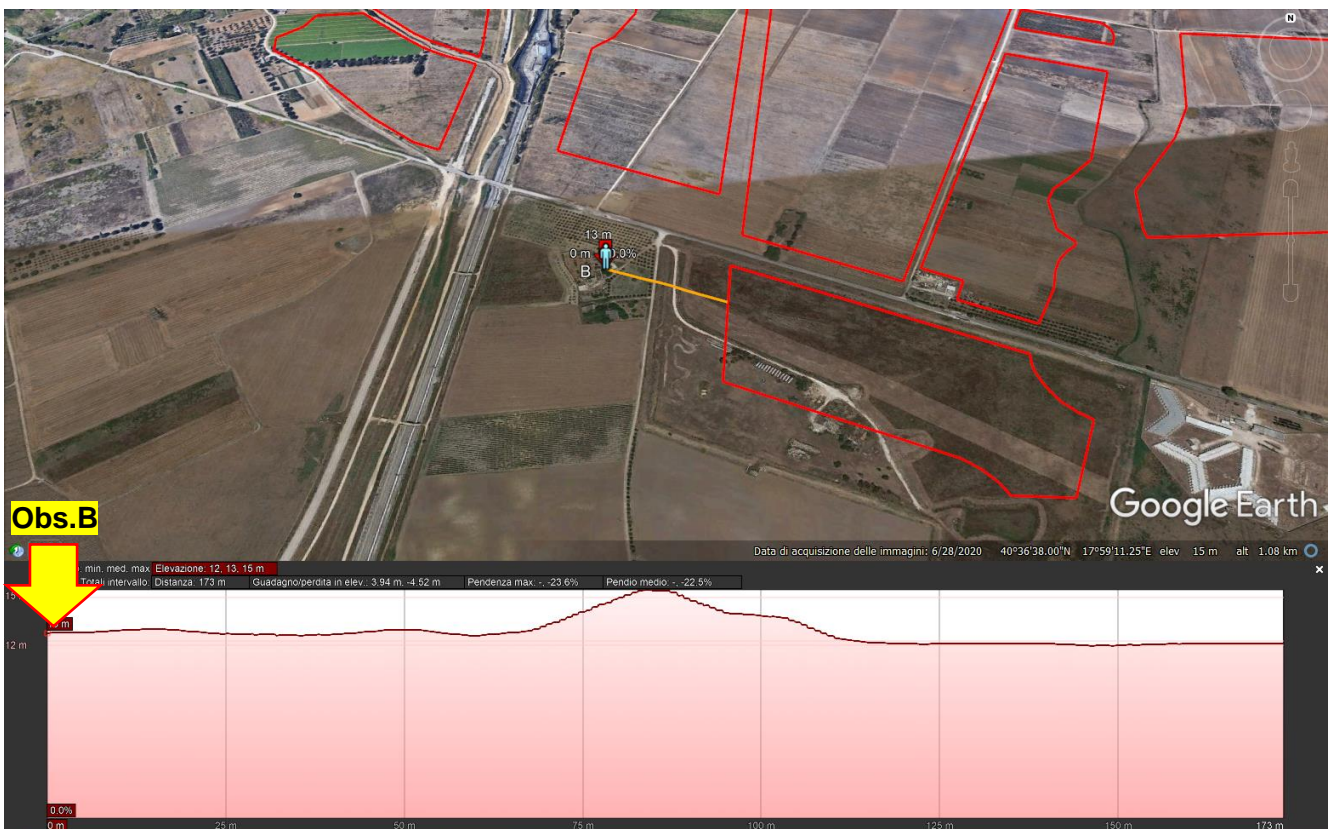 N
13 m
0 m 0.0%
B
Google Earth
Obs.B
Data di acquisizione delle immagini: 6/28/2020 40°36'38.00"N 17°59'11.25"E elev 15 m alt 1.08 km
min. med. max Elevazione: 12, 13, 15 m
Totali intervallo: Distanza: 173 m Guadagno/perdita in elev.: 3.94 m, -4.52 m Pendenza max: -, -23.6% Pendio medio: -, -22.5%
12 m
0.0%
0 m 25 m 50 m 75 m 100 m 125 m 150 m 173 m